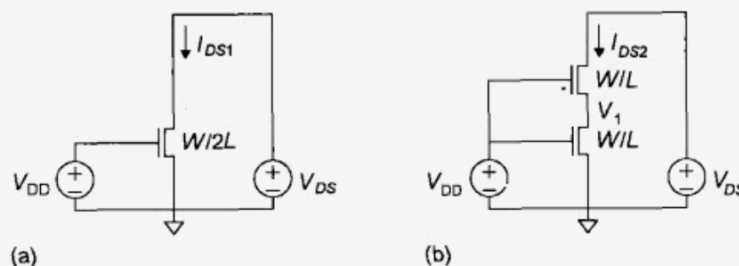 I_DS1
W/2L
V_DD
+
−
+
−
V_DS
(a)
I_DS2
W/L
V_1
W/L
V_DD
+
−
+
−
V_DS
(b)